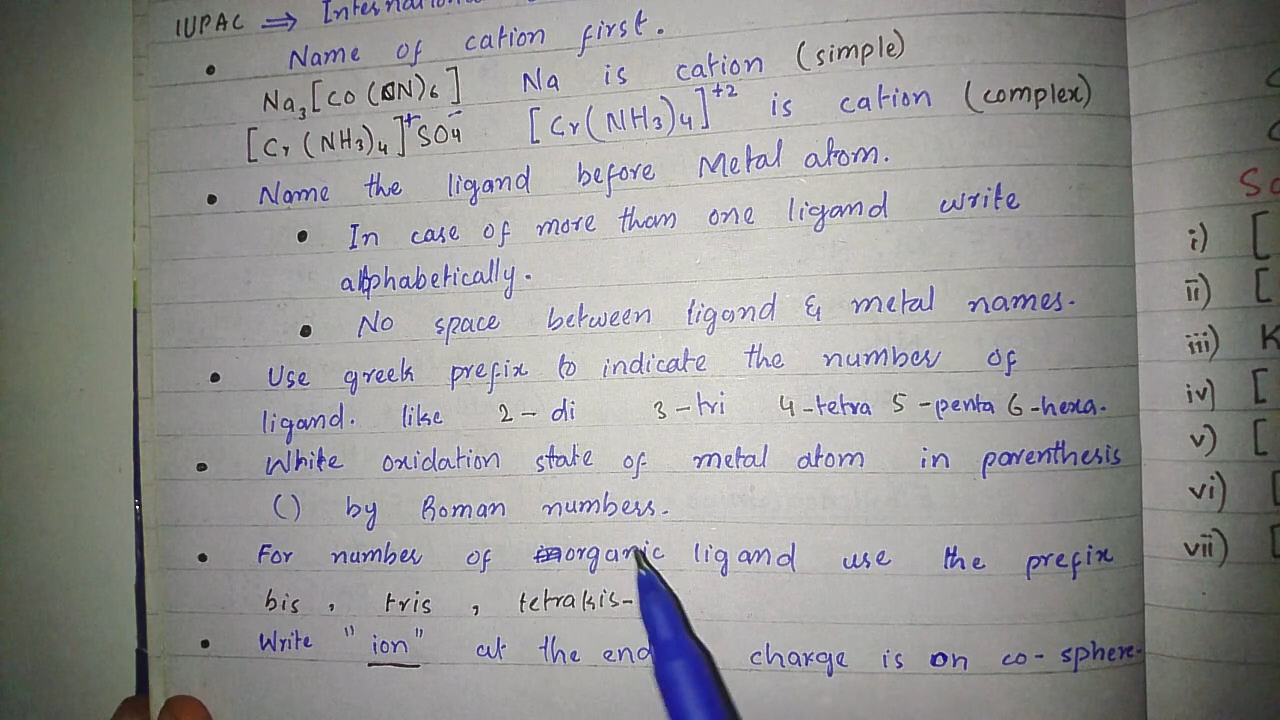 IUPAC ⇒ Internation
• Name of cation first.
Na₃[CO(CN)₆] Na is cation (simple)
[Cr(NH3)₄]⁺SO₄⁻ [Cr(NH3)4]⁺² is cation (complex)
• Name the ligand before Metal atom.
• In case of more than one ligand write
alphabetically.
• No space between ligand & metal names.
• Use greek prefix to indicate the number of
ligand. like 2-di 3-tri 4-tetra 5-penta 6-hexa.
• White oxidation state of metal atom in parenthesis
() by Roman numbers.
• For number of organic ligand use the prefix
bis, tris, tetrakis-
• Write "ion" at the end charge is on co-sphere-
i) [
ii) [
iii) K
iv) [
v) [
vi) [
vii) [